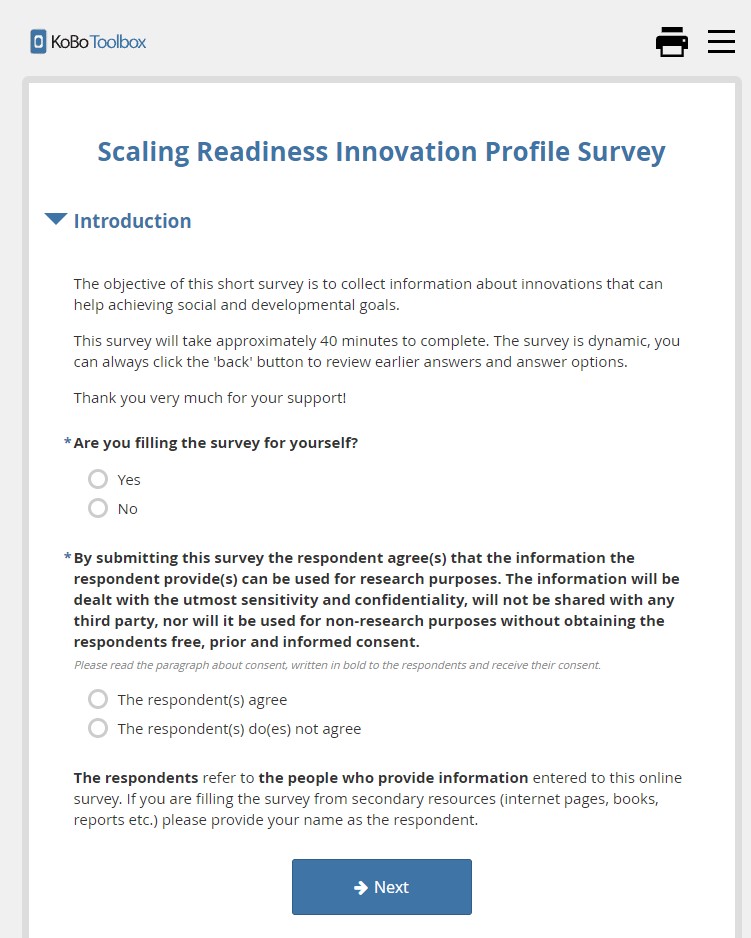 KoBoToolbox
Scaling Readiness Innovation Profile Survey
Introduction
The objective of this short survey is to collect information about innovations that can
help achieving social and developmental goals.
This survey will take approximately 40 minutes to complete. The survey is dynamic, you
can always click the 'back' button to review earlier answers and answer options.
Thank you very much for your support!
*Are you filling the survey for yourself?
Yes
No
*By submitting this survey the respondent agree(s) that the information the
respondent provide(s) can be used for research purposes. The information will be
dealt with the utmost sensitivity and confidentiality, will not be shared with any
third party, nor will it be used for non-research purposes without obtaining the
respondents free, prior and informed consent.
Please read the paragraph about consent, written in bold to the respondents and receive their consent.
The respondent(s) agree
The respondent(s) do(es) not agree
The respondents refer to the people who provide information entered to this online
survey. If you are filling the survey from secondary resources (internet pages, books,
reports etc.) please provide your name as the respondent.
Next